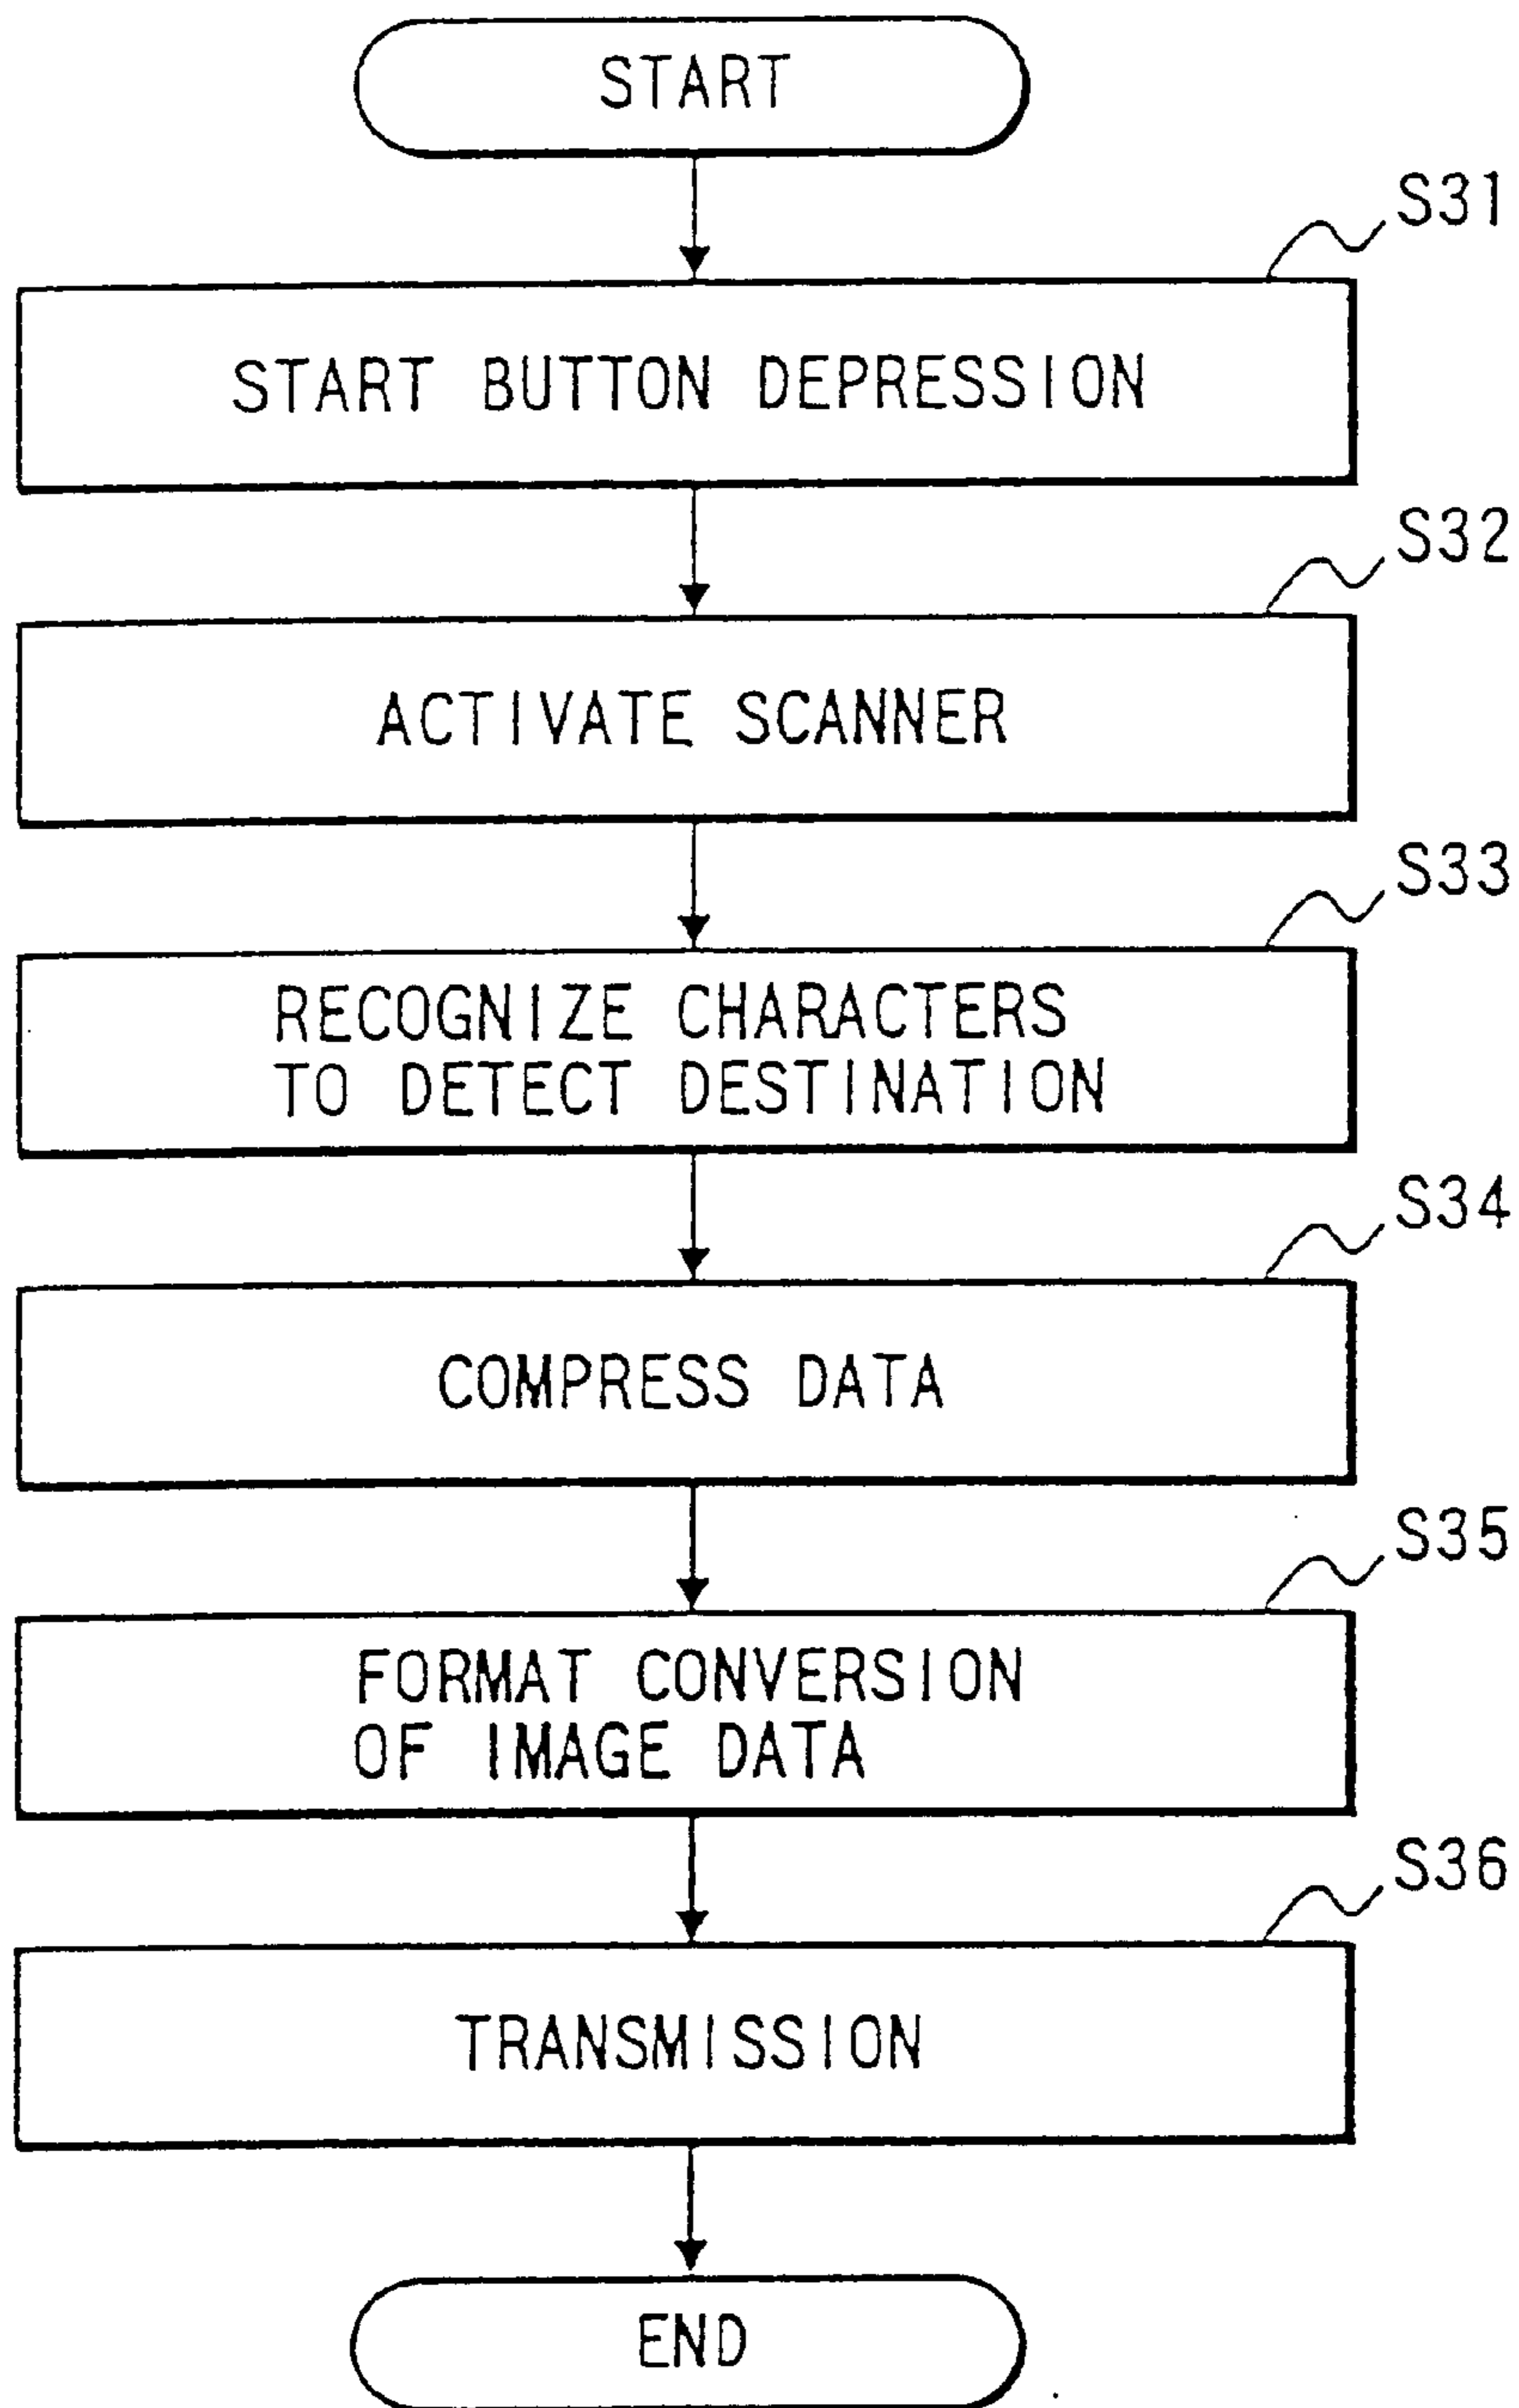 START
S31
START BUTTON DEPRESSION
S32
ACTIVATE SCANNER
S33
RECOGNIZE CHARACTERS
TO DETECT DESTINATION
S34
COMPRESS DATA
S35
FORMAT CONVERSION
OF IMAGE DATA
S36
TRANSMISSION
END